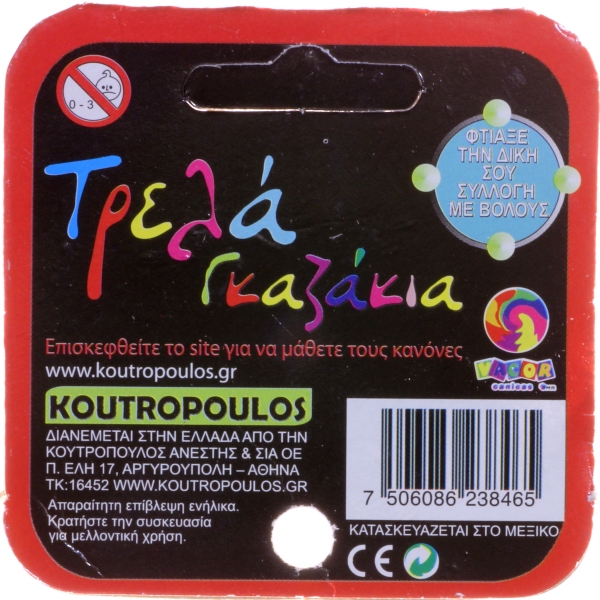 0 - 3
ΦΤΙΑΞΕ
ΤΗΝ ΔΙΚΗ
ΣΟΥ
ΣΥΛΛΟΓΗ
ΜΕ ΒΟΛΟΥΣ
Τρελά
γκαζάκια
Επισκεφθείτε το site για να μάθετε τους κανόνες
www.koutropoulos.gr
VACOR
canicas
KOUTROPOULOS
ΔΙΑΝΕΜΕΤΑΙ ΣΤΗΝ ΕΛΛΑΔΑ ΑΠΟ ΤΗΝ
ΚΟΥΤΡΟΠΟΥΛΟΣ ΑΝΕΣΤΗΣ & ΣΙΑ ΟΕ
Π. ΕΛΗ 17, ΑΡΓΥΡΟΥΠΟΛΗ – ΑΘΗΝΑ
ΤΚ:16452 WWW.KOUTROPOULOS.GR
Απαραίτητη επίβλεψη ενήλικα.
Κρατήστε την συσκευασία
για μελλοντική χρήση.
7 506086 238465
ΚΑΤΑΣΚΕΥΑΖΕΤΑΙ ΣΤΟ ΜΕΞΙΚΟ
CE